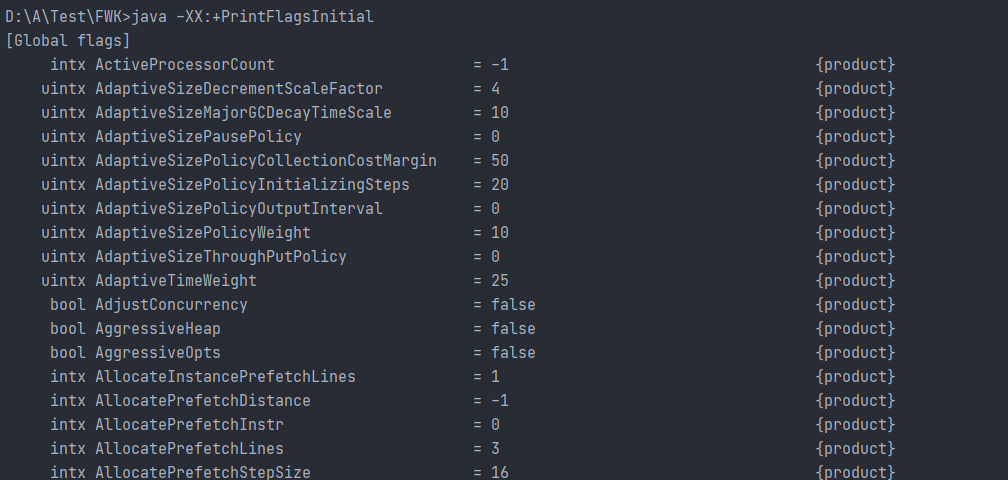 D:\A\Test\FWK>java -XX:+PrintFlagsInitial
[Global flags]
intx ActiveProcessorCount = -1 {product}
uintx AdaptiveSizeDecrementScaleFactor = 4 {product}
uintx AdaptiveSizeMajorGCDecayTimeScale = 10 {product}
uintx AdaptiveSizePausePolicy = 0 {product}
uintx AdaptiveSizePolicyCollectionCostMargin = 50 {product}
uintx AdaptiveSizePolicyInitializingSteps = 20 {product}
uintx AdaptiveSizePolicyOutputInterval = 0 {product}
uintx AdaptiveSizePolicyWeight = 10 {product}
uintx AdaptiveSizeThroughPutPolicy = 0 {product}
uintx AdaptiveTimeWeight = 25 {product}
bool AdjustConcurrency = false {product}
bool AggressiveHeap = false {product}
bool AggressiveOpts = false {product}
intx AllocateInstancePrefetchLines = 1 {product}
intx AllocatePrefetchDistance = -1 {product}
intx AllocatePrefetchInstr = 0 {product}
intx AllocatePrefetchLines = 3 {product}
intx AllocatePrefetchStepSize = 16 {product}